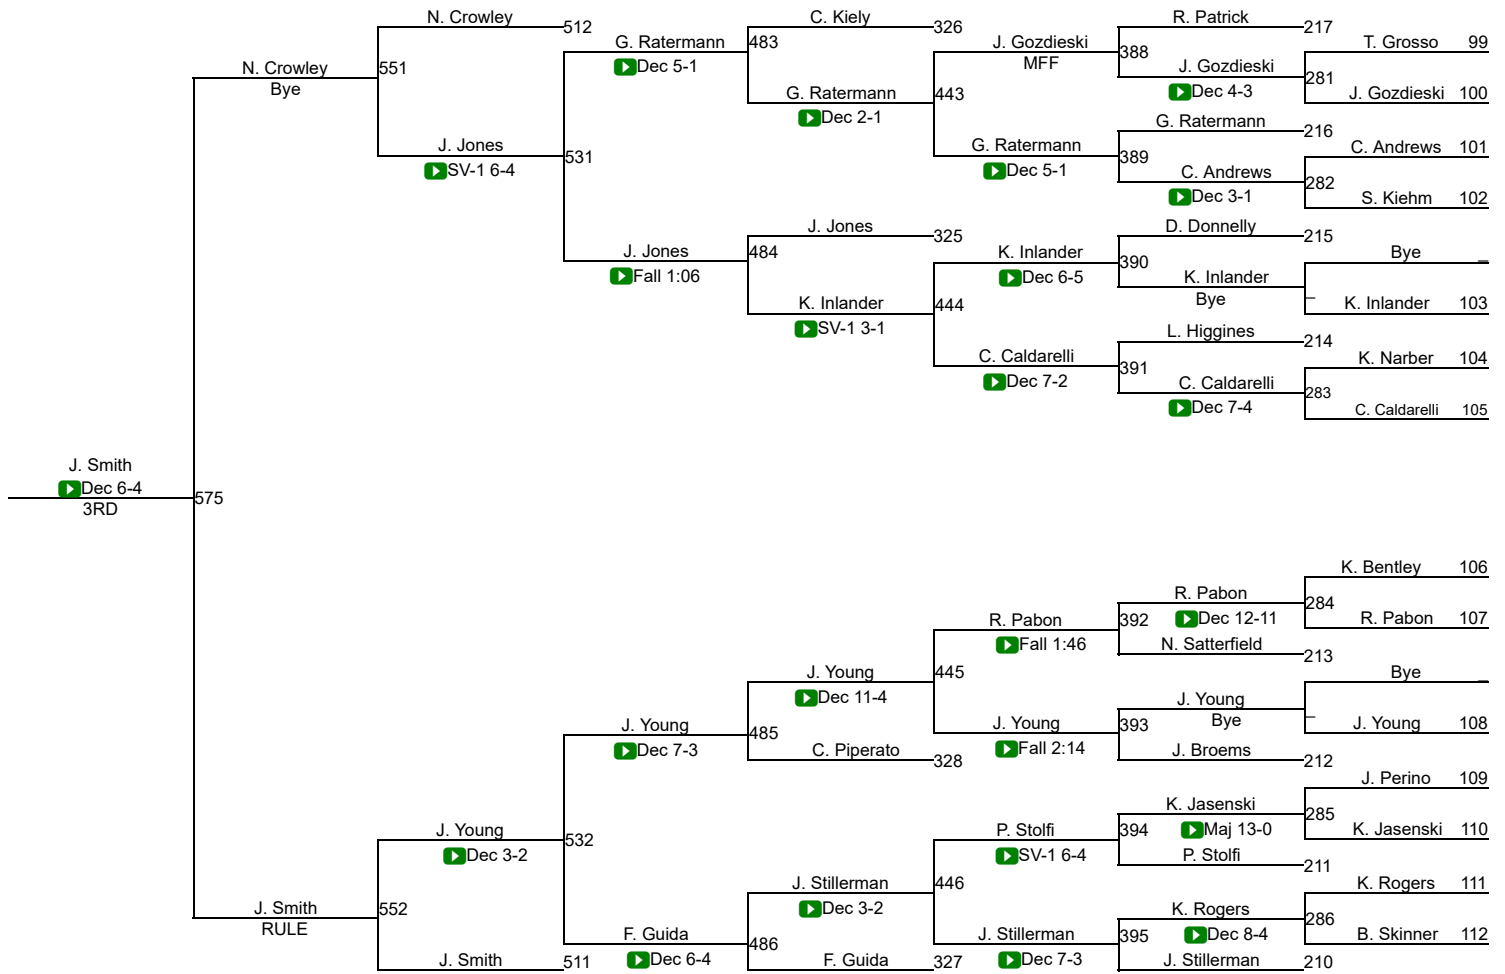 N. Crowley
512
C. Kiely
326
R. Patrick
217
G. Ratermann
483
J. Gozdieski
388
T. Grosso 99
N. Crowley
551
Dec 5-1
MFF
J. Gozdieski
281
Bye
G. Ratermann
443
Dec 4-3
J. Gozdieski 100
Dec 2-1
G. Ratermann
216
J. Jones
531
G. Ratermann
389
C. Andrews 101
SV-1 6-4
Dec 5-1
C. Andrews
282
Dec 3-1
S. Kiehm 102
J. Jones
325
D. Donnelly
215
J. Jones
484
K. Inlander
390
Bye _
Fall 1:06
Dec 6-5
K. Inlander
_
K. Inlander
444
Bye
K. Inlander 103
SV-1 3-1
L. Higgines
214
C. Caldarelli
391
K. Narber 104
Dec 7-2
C. Caldarelli
283
Dec 7-4
C. Caldarelli 105
J. Smith
Dec 6-4
575
3RD
K. Bentley 106
R. Pabon
284
R. Pabon
392
Dec 12-11
R. Pabon 107
Fall 1:46
N. Satterfield
213
J. Young
445
Bye _
Dec 11-4
J. Young
_
J. Young
485
J. Young
393
Bye
J. Young 108
Dec 7-3
C. Piperato
328
Fall 2:14
J. Broems
212
J. Perino 109
K. Jasenski
285
J. Young
532
P. Stolfi
394
Maj 13-0
K. Jasenski 110
Dec 3-2
SV-1 6-4
P. Stolfi
211
J. Stillerman
446
K. Rogers 111
J. Smith
552
Dec 3-2
K. Rogers
286
RULE
F. Guida
486
J. Stillerman
395
Dec 8-4
B. Skinner 112
J. Smith
511
Dec 6-4
F. Guida
327
Dec 7-3
J. Stillerman
210